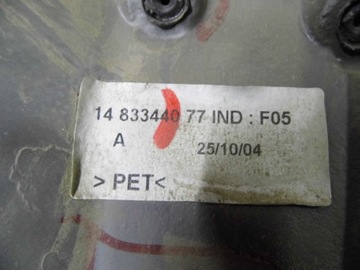 14 833440 77 IND : F05
A 25/10/04
> PET <